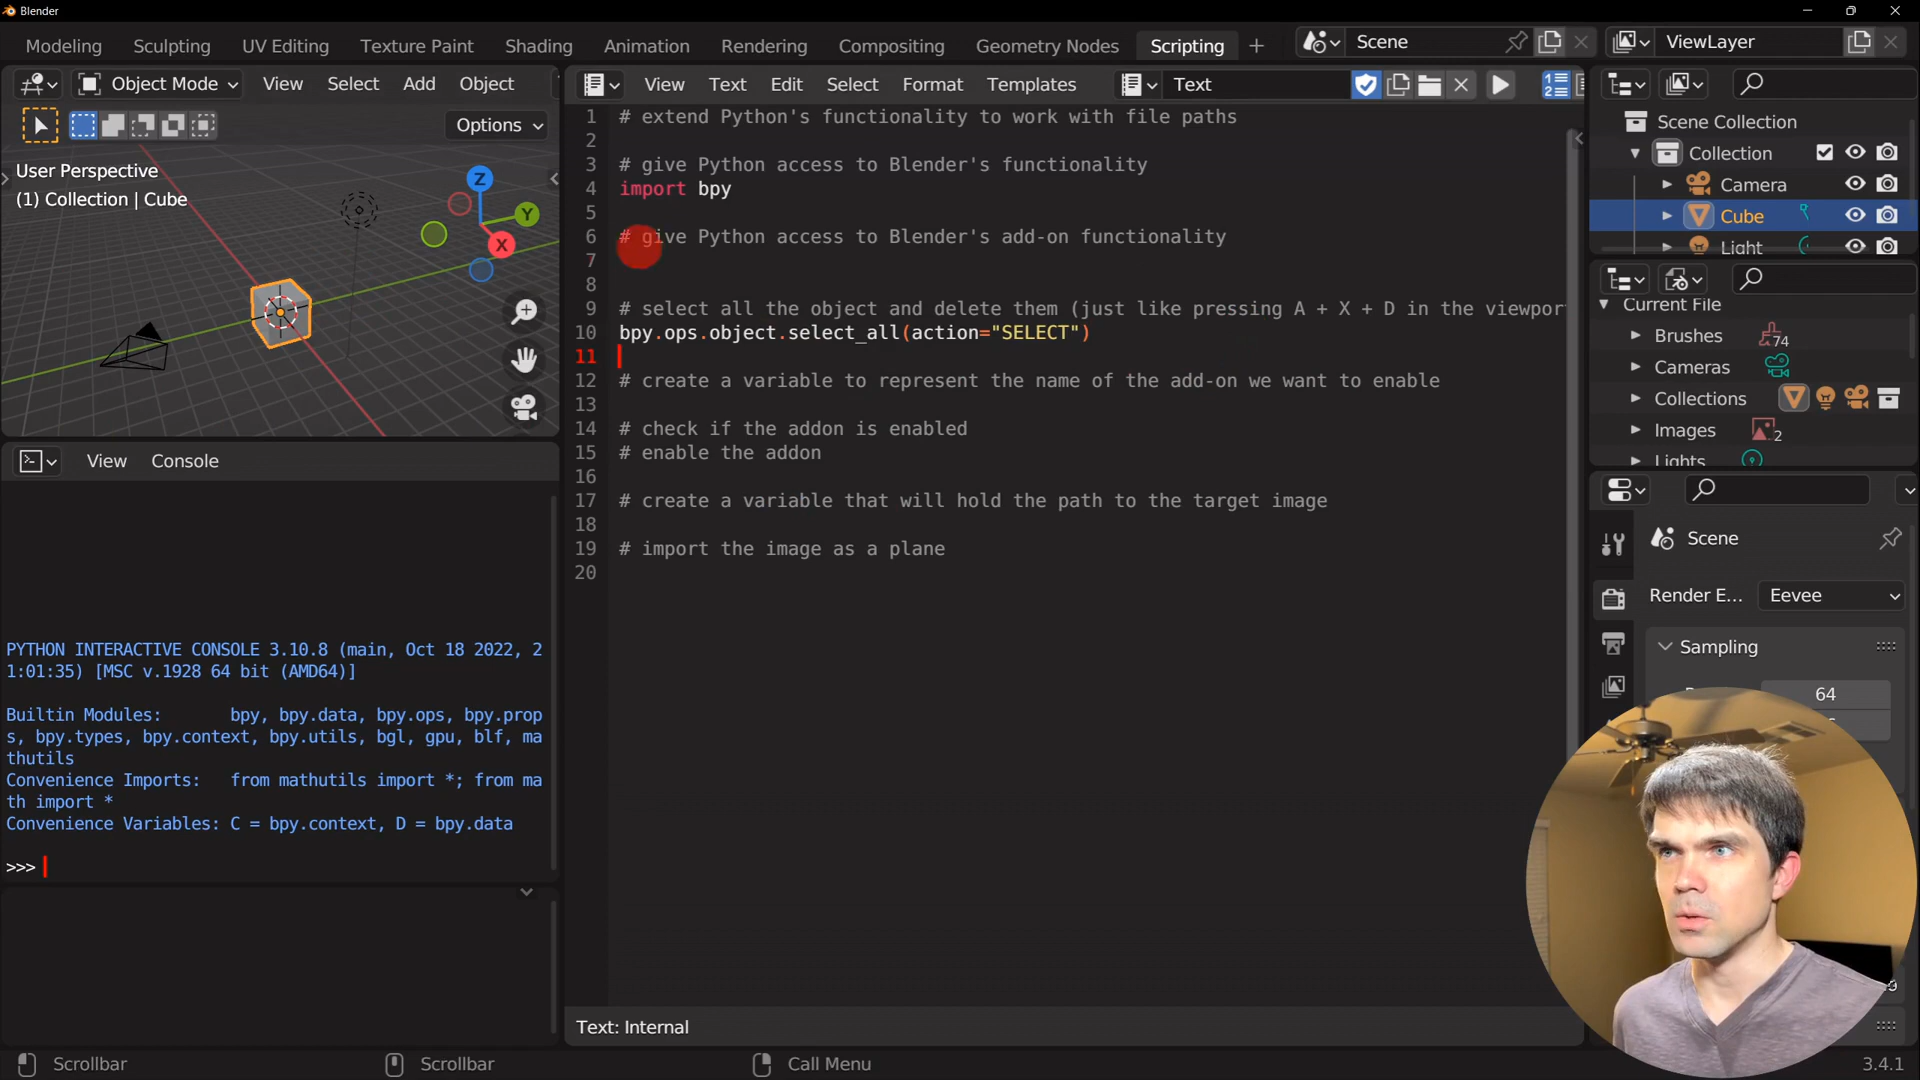 Blender
Modeling Sculpting UV Editing Texture Paint Shading Animation Rendering Compositing Geometry Nodes Scripting + Scene ViewLayer
Object Mode View Select Add Object
View Text Edit Select Format Templates Text
Options
User Perspective
(1) Collection | Cube
Z
Y
X
1 # extend Python's functionality to work with file paths
2
3 # give Python access to Blender's functionality
4 import bpy
5
6 # give Python access to Blender's add-on functionality
7
8
9 # select all the object and delete them (just like pressing A + X + D in the viewpor
10 bpy.ops.object.select_all(action="SELECT")
11
12 # create a variable to represent the name of the add-on we want to enable
13
14 # check if the addon is enabled
15 # enable the addon
16
17 # create a variable that will hold the path to the target image
18
19 # import the image as a plane
20
Text: Internal
View Console
PYTHON INTERACTIVE CONSOLE 3.10.8 (main, Oct 18 2022, 2
1:01:35) [MSC v.1928 64 bit (AMD64)]
Builtin Modules: bpy, bpy.data, bpy.ops, bpy.prop
s, bpy.types, bpy.context, bpy.utils, bgl, gpu, blf, ma
thutils
Convenience Imports: from mathutils import *; from ma
th import *
Convenience Variables: C = bpy.context, D = bpy.data
>>>
Scene Collection
Collection
Camera
Cube
Light
Current File
Brushes 74
Cameras
Collections
Images 2
Lights
Scene
Render E... Eevee
Sampling
64
Scrollbar Scrollbar Call Menu 3.4.1